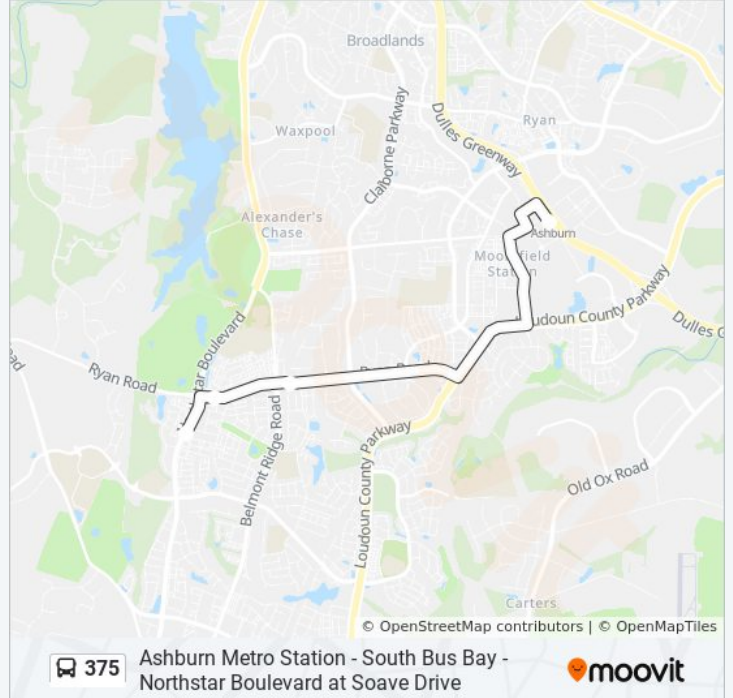 Broadlands
Ryan
Waxpool
Claiborne Parkway
Dulles Greenway
Alexander's
Chase
Ashburn
Loudoun County Parkway
Dulles G
Ryan Road
Belmont Ridge Road
Loudoun County Parkway
Old Ox Road
Carters
© OpenStreetMap contributors | © OpenMapTiles
375
Ashburn Metro Station - South Bus Bay -
Northstar Boulevard at Soave Drive
moovit